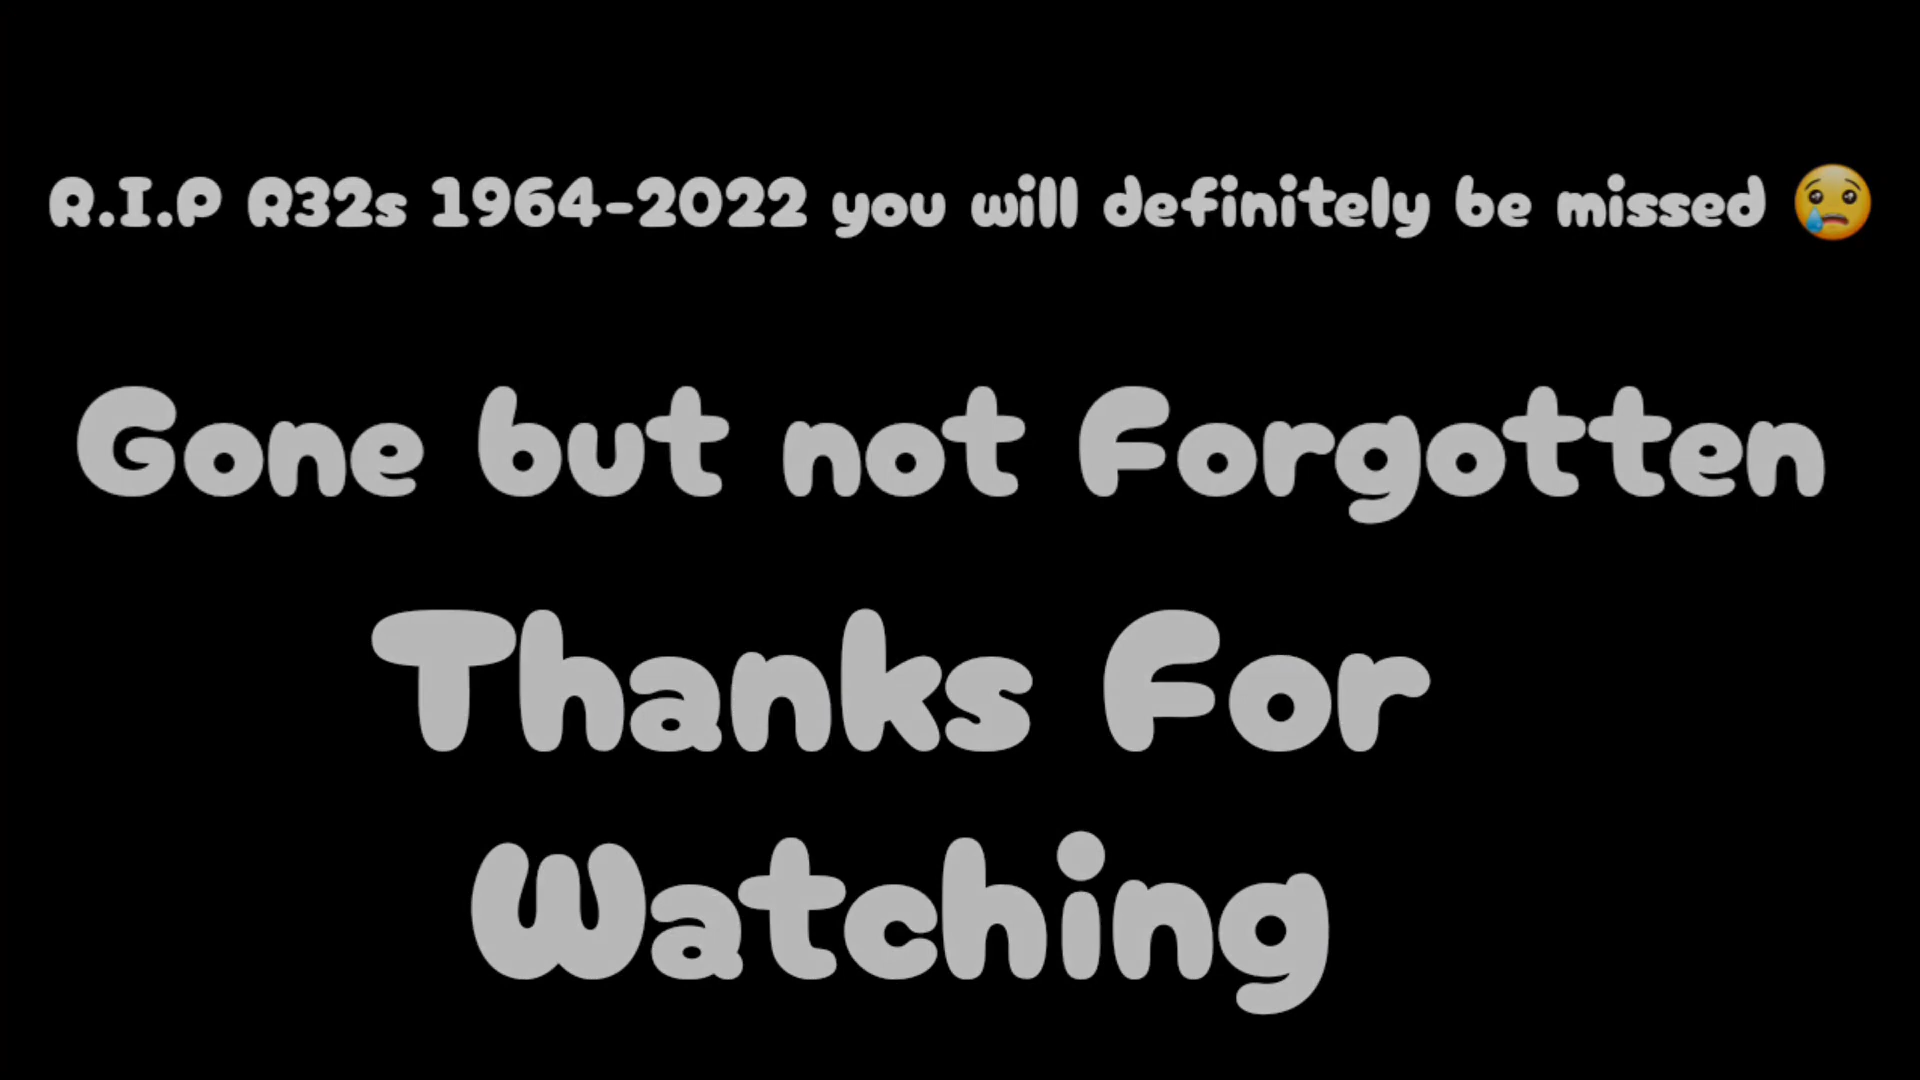 R.I.P R32s 1964-2022 you will definitely be missed 😢
Gone but not Forgotten
Thanks For
Watching